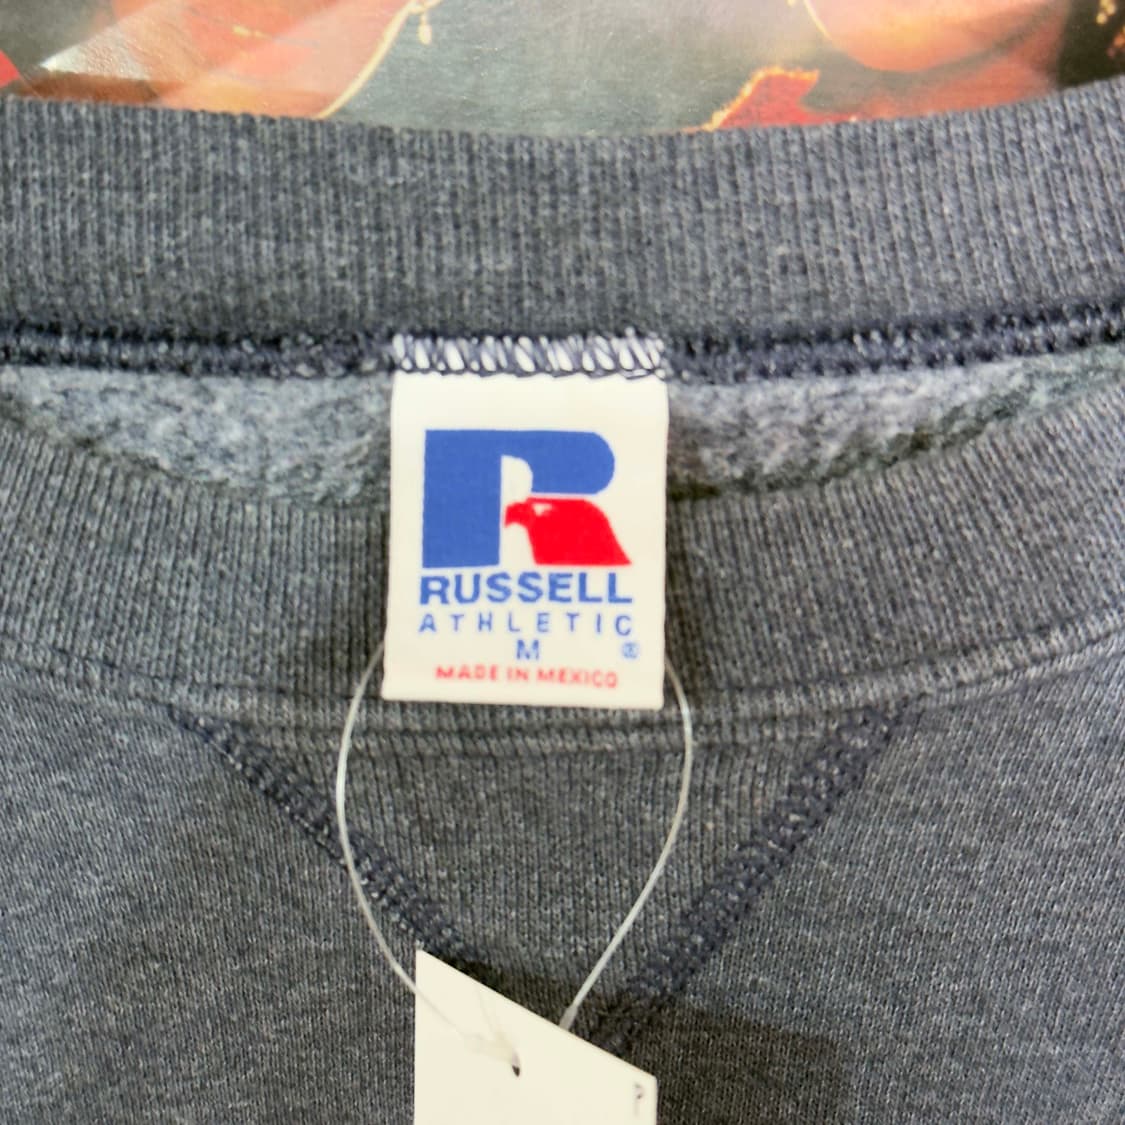 R
RUSSELL
ATHLETIC
M ®
MADE IN MEXICO